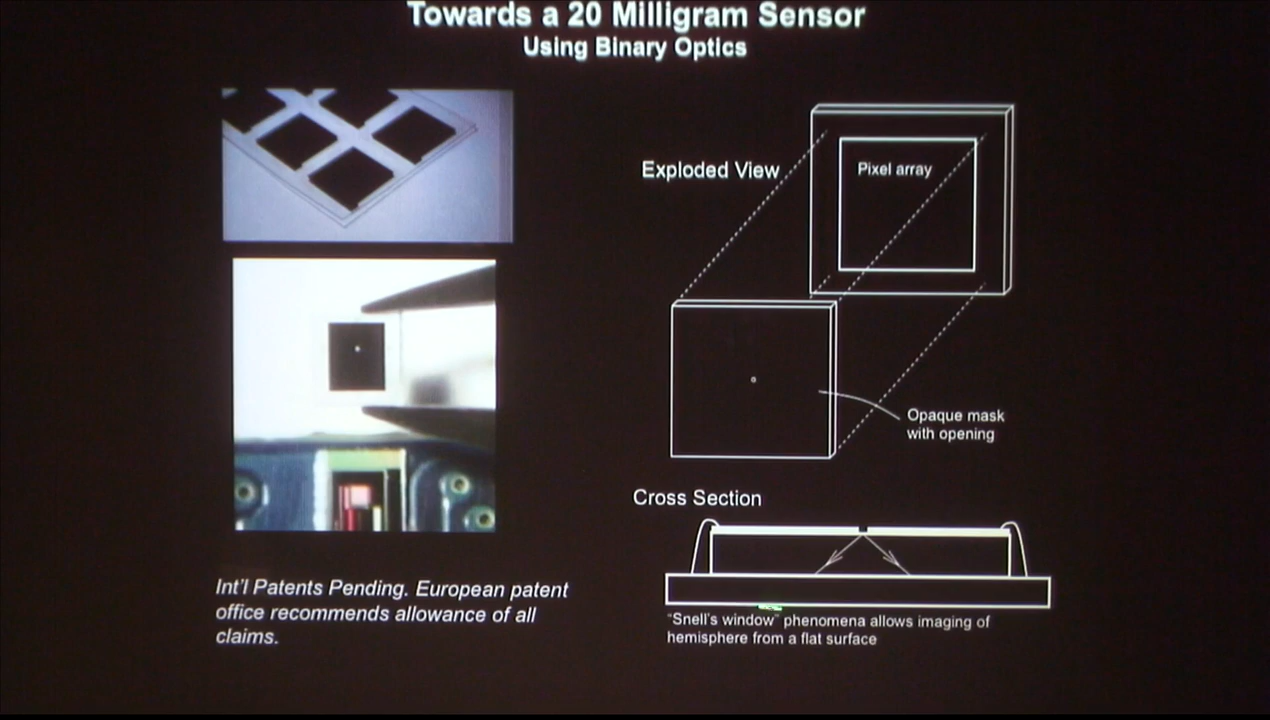 Towards a 20 Milligram Sensor
Using Binary Optics
Exploded View
Pixel array
Opaque mask
with opening
Cross Section
"Snell's window" phenomena allows imaging of
hemisphere from a flat surface
Int'l Patents Pending. European patent
office recommends allowance of all
claims.